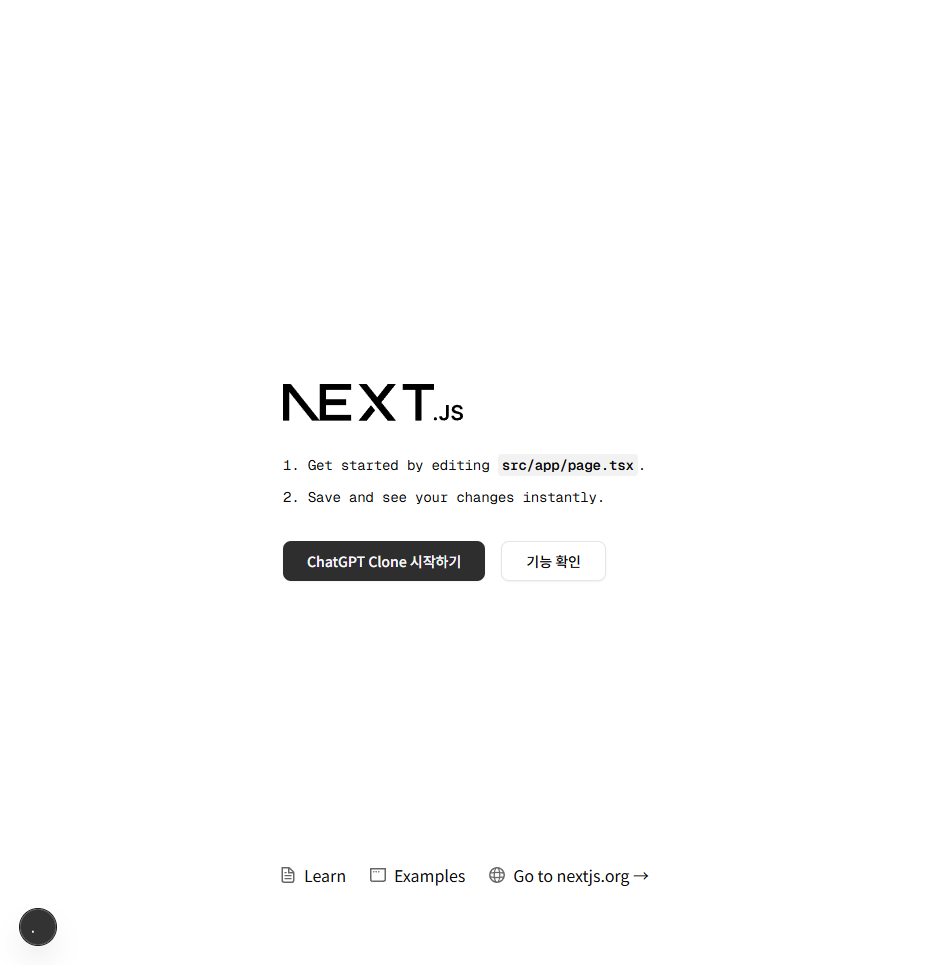 NEXT.JS
1. Get started by editing src/app/page.tsx.
2. Save and see your changes instantly.
ChatGPT Clone 시작하기 기능 확인
Learn Examples Go to nextjs.org →